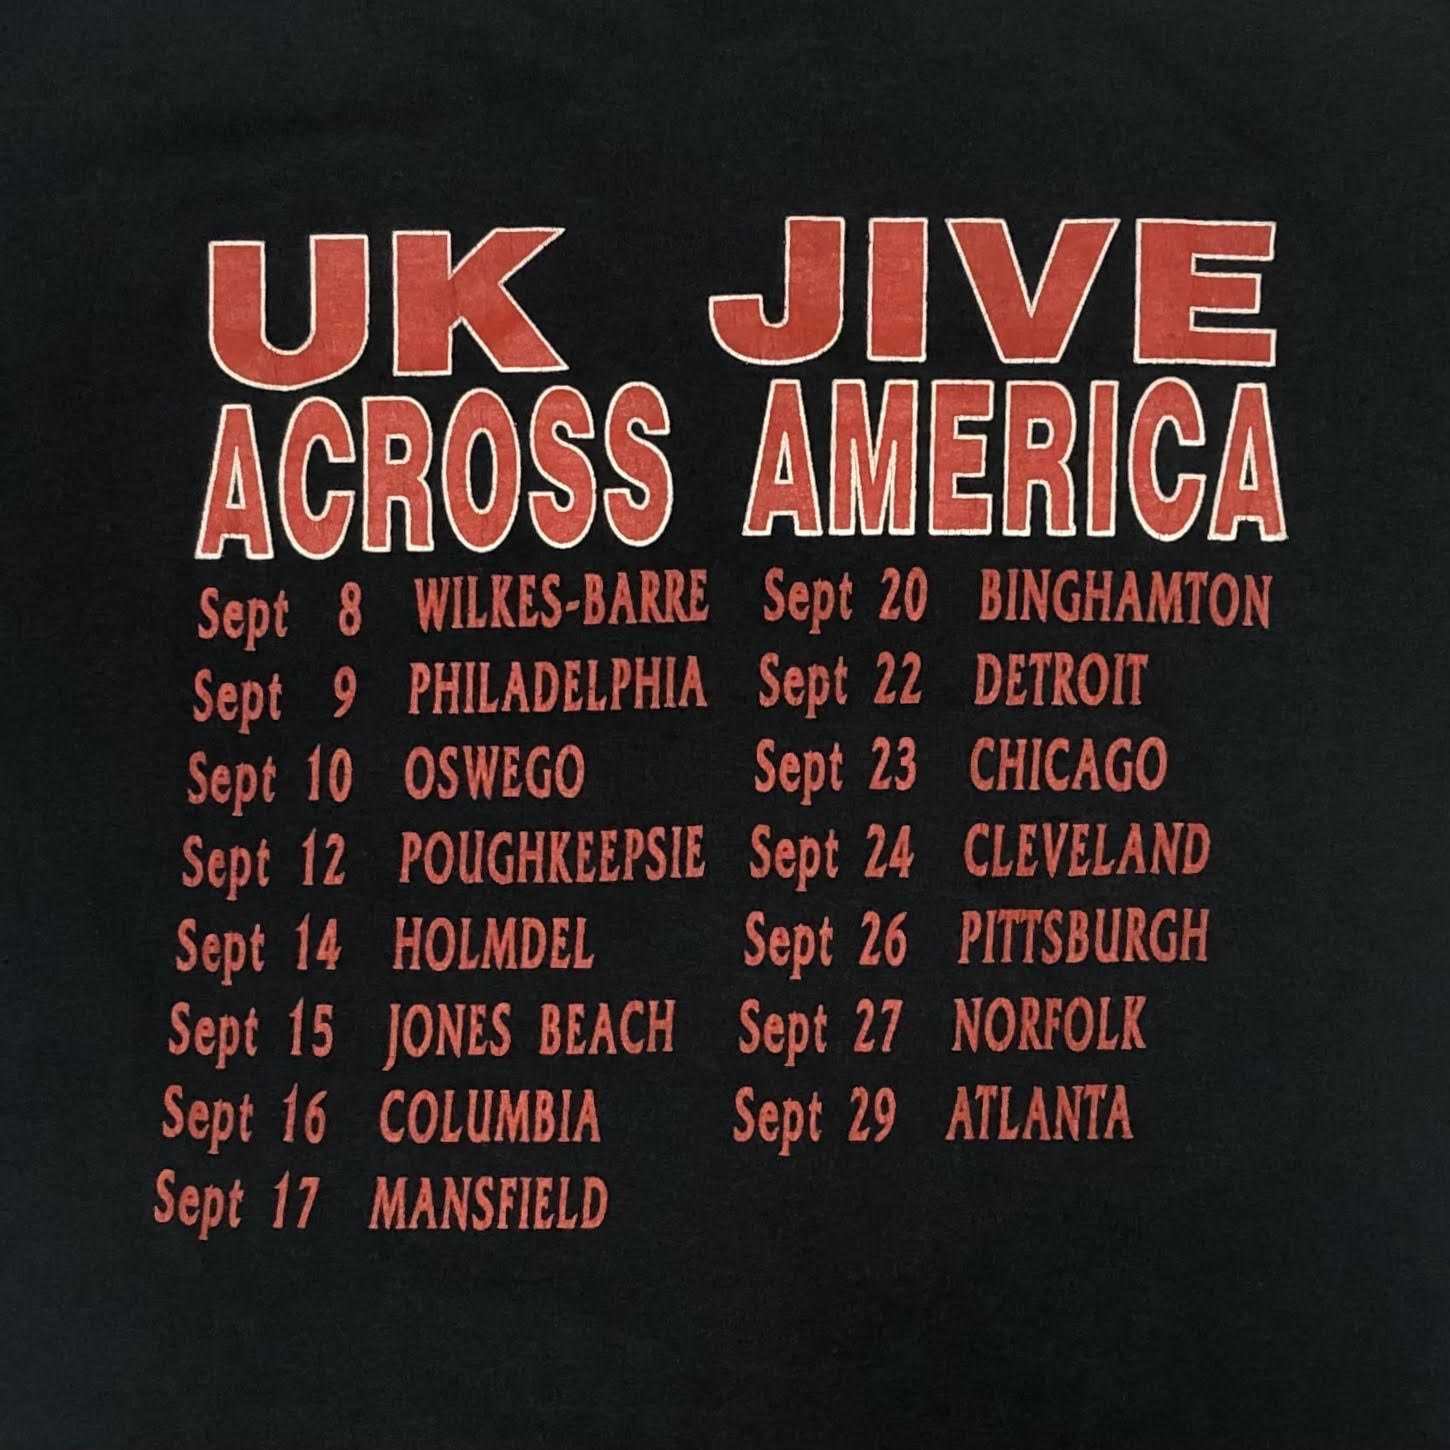 UK JIVE
ACROSS AMERICA
Sept 8 WILKES-BARRE
Sept 9 PHILADELPHIA
Sept 10 OSWEGO
Sept 12 POUGHKEEPSIE
Sept 14 HOLMDEL
Sept 15 JONES BEACH
Sept 16 COLUMBIA
Sept 17 MANSFIELD
Sept 20 BINGHAMTON
Sept 22 DETROIT
Sept 23 CHICAGO
Sept 24 CLEVELAND
Sept 26 PITTSBURGH
Sept 27 NORFOLK
Sept 29 ATLANTA